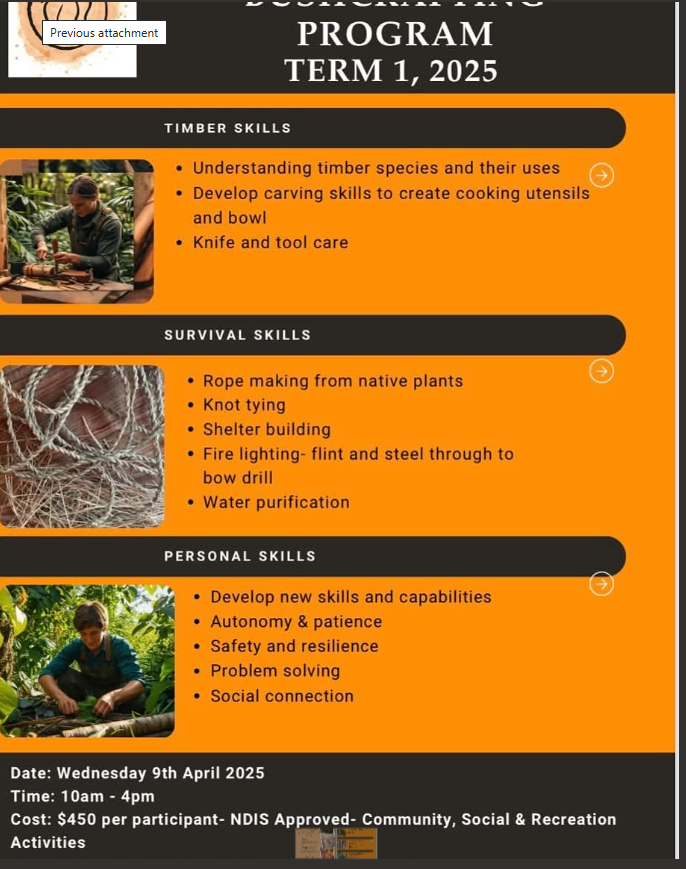 Previous attachment
BUSHCRAFTING
PROGRAM
TERM 1, 2025
TIMBER SKILLS
• Understanding timber species and their uses
• Develop carving skills to create cooking utensils
and bowl
• Knife and tool care
SURVIVAL SKILLS
• Rope making from native plants
• Knot tying
• Shelter building
• Fire lighting- flint and steel through to
bow drill
• Water purification
PERSONAL SKILLS
• Develop new skills and capabilities
• Autonomy & patience
• Safety and resilience
• Problem solving
• Social connection
Date: Wednesday 9th April 2025
Time: 10am - 4pm
Cost: $450 per participant- NDIS Approved- Community, Social & Recreation
Activities